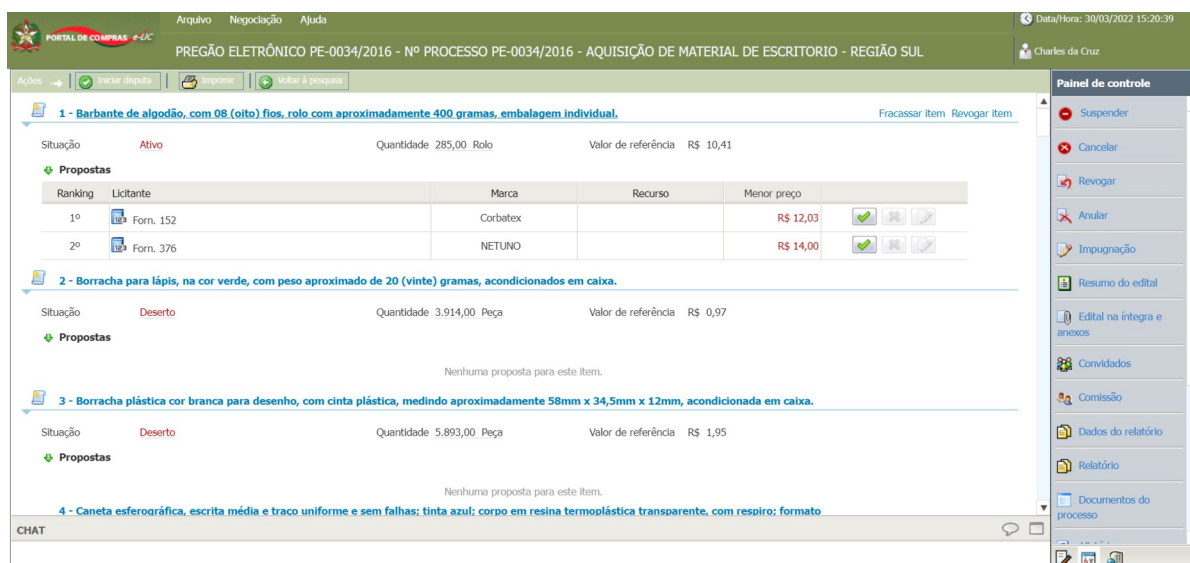 Arquivo Negociação Ajuda
Data/Hora: 30/03/2022 15:20:39
PORTAL DE COMPRAS e-LIC
PREGÃO ELETRÔNICO PE-0034/2016 - Nº PROCESSO PE-0034/2016 - AQUISIÇÃO DE MATERIAL DE ESCRITORIO - REGIÃO SUL
Charles da Cruz
Ações Iniciar disputa Imprimir Voltar à pesquisa
Painel de controle
1 - Barbante de algodão, com 08 (oito) fios, rolo com aproximadamente 400 gramas, embalagem individual.
Fracassar item Revogar item
Situação Ativo Quantidade 285,00 Rolo Valor de referência R$ 10,41
Propostas
Ranking Licitante Marca Recurso Menor preço
1º Forn. 152 Corbatex R$ 12,03
2º Forn. 376 NETUNO R$ 14,00
2 - Borracha para lápis, na cor verde, com peso aproximado de 20 (vinte) gramas, acondicionados em caixa.
Situação Deserto Quantidade 3.914,00 Peça Valor de referência R$ 0,97
Propostas
Nenhuma proposta para este item.
3 - Borracha plástica cor branca para desenho, com cinta plástica, medindo aproximadamente 58mm x 34,5mm x 12mm, acondicionada em caixa.
Situação Deserto Quantidade 5.893,00 Peça Valor de referência R$ 1,95
Propostas
Nenhuma proposta para este item.
4 - Caneta esferográfica, escrita média e traço uniforme e sem falhas; tinta azul; corpo em resina termoplástica transparente, com respiro; formato
CHAT
Suspender
Cancelar
Revogar
Anular
Impugnação
Resumo do edital
Edital na íntegra e
anexos
Convidados
Comissão
Dados do relatório
Relatório
Documentos do
processo